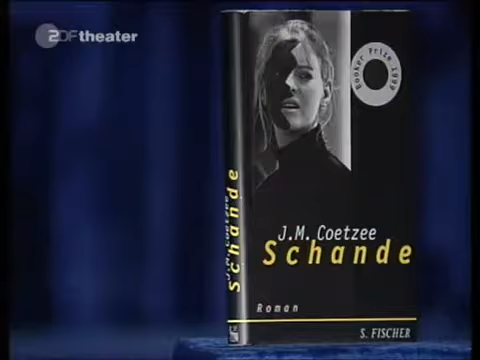 ZDFtheater
Booker Prize 1999
J.M. Coetzee
Schande
Roman
S. FISCHER
J.M. Coetzee
Schande